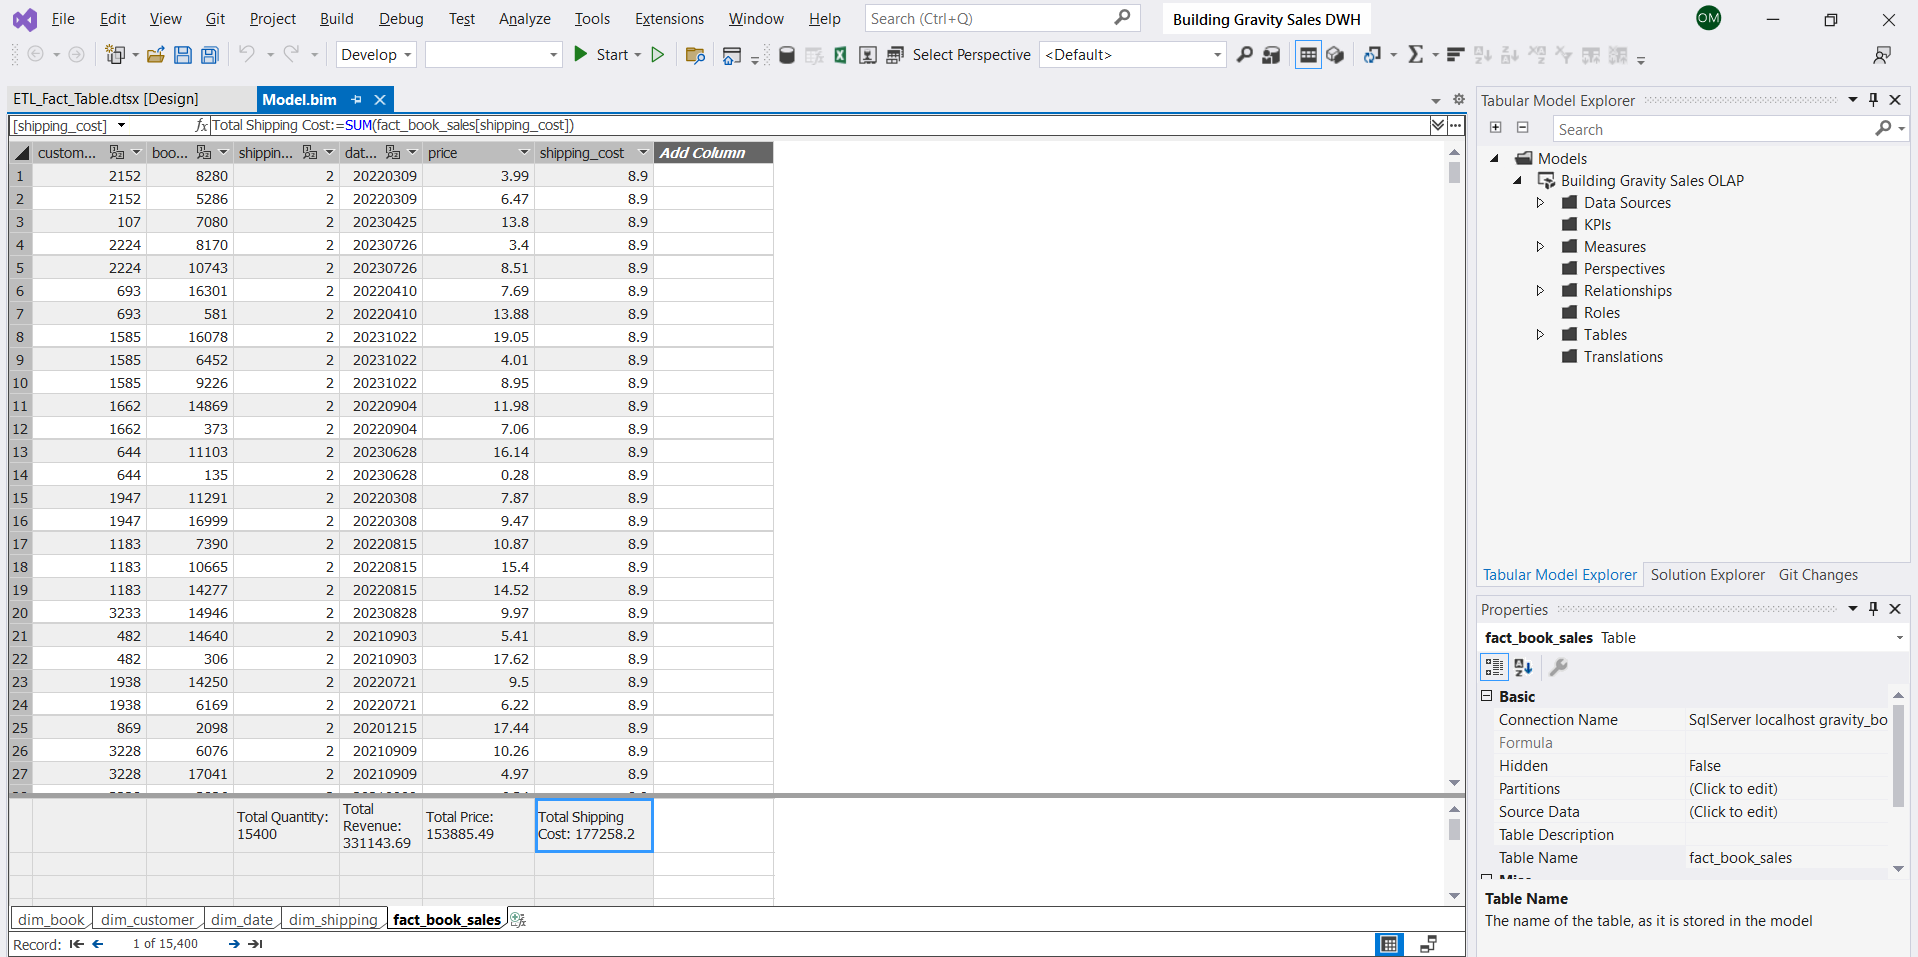 File Edit View Git Project Build Debug Test Analyze Tools Extensions Window Help Search (Ctrl+Q) Building Gravity Sales DWH OM
Develop Start Select Perspective <Default>
ETL_Fact_Table.dtsx [Design] Model.bim
[shipping_cost] fx Total Shipping Cost:=SUM(fact_book_sales[shipping_cost])
custom... boo... shippin... dat... price shipping_cost Add Column
1 2152 8280 2 20220309 3.99 8.9
2 2152 5286 2 20220309 6.47 8.9
3 107 7080 2 20230425 13.8 8.9
4 2224 8170 2 20230726 3.4 8.9
5 2224 10743 2 20230726 8.51 8.9
6 693 16301 2 20220410 7.69 8.9
7 693 581 2 20220410 13.88 8.9
8 1585 16078 2 20231022 19.05 8.9
9 1585 6452 2 20231022 4.01 8.9
10 1585 9226 2 20231022 8.95 8.9
11 1662 14869 2 20220904 11.98 8.9
12 1662 373 2 20220904 7.06 8.9
13 644 11103 2 20230628 16.14 8.9
14 644 135 2 20230628 0.28 8.9
15 1947 11291 2 20220308 7.87 8.9
16 1947 16999 2 20220308 9.47 8.9
17 1183 7390 2 20220815 10.87 8.9
18 1183 10665 2 20220815 15.4 8.9
19 1183 14277 2 20220815 14.52 8.9
20 3233 14946 2 20230828 9.97 8.9
21 482 14640 2 20210903 5.41 8.9
22 482 306 2 20210903 17.62 8.9
23 1938 14250 2 20220721 9.5 8.9
24 1938 6169 2 20220721 6.22 8.9
25 869 2098 2 20201215 17.44 8.9
26 3228 6076 2 20210909 10.26 8.9
27 3228 17041 2 20210909 4.97 8.9
Total Quantity:
15400
Total
Revenue:
331143.69
Total Price:
153885.49
Total Shipping
Cost: 177258.2
dim_book dim_customer dim_date dim_shipping fact_book_sales
Record: 1 of 15,400
Tabular Model Explorer
Search
Models
Building Gravity Sales OLAP
Data Sources
KPIs
Measures
Perspectives
Relationships
Roles
Tables
Translations
Tabular Model Explorer Solution Explorer Git Changes
Properties
fact_book_sales Table
Basic
Connection Name SqlServer localhost gravity_bo
Formula
Hidden False
Partitions (Click to edit)
Source Data (Click to edit)
Table Description
Table Name fact_book_sales
Table Name
The name of the table, as it is stored in the model